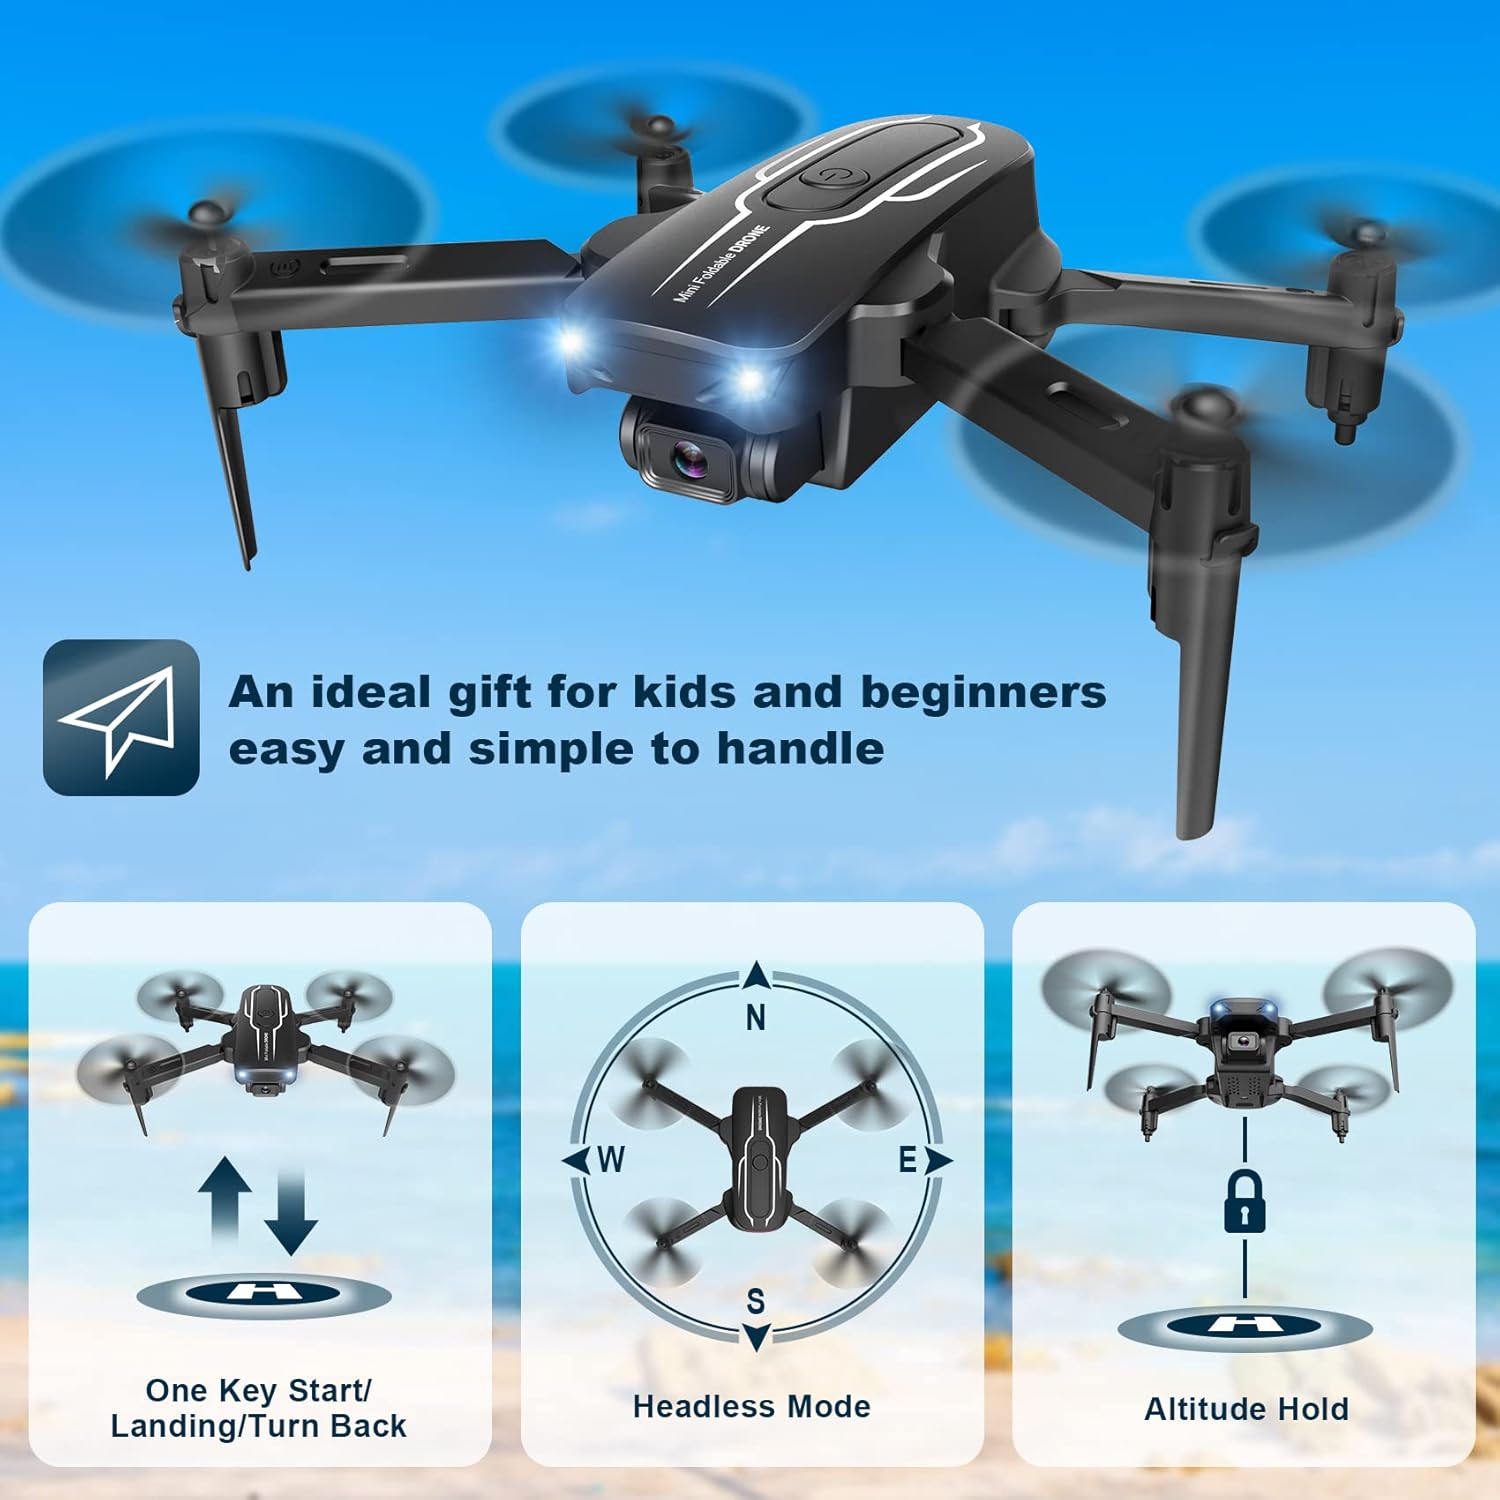 Mini Foldable DRONE
An ideal gift for kids and beginners
easy and simple to handle
N
W
E
S
One Key Start/
Landing/Turn Back
Headless Mode
Altitude Hold